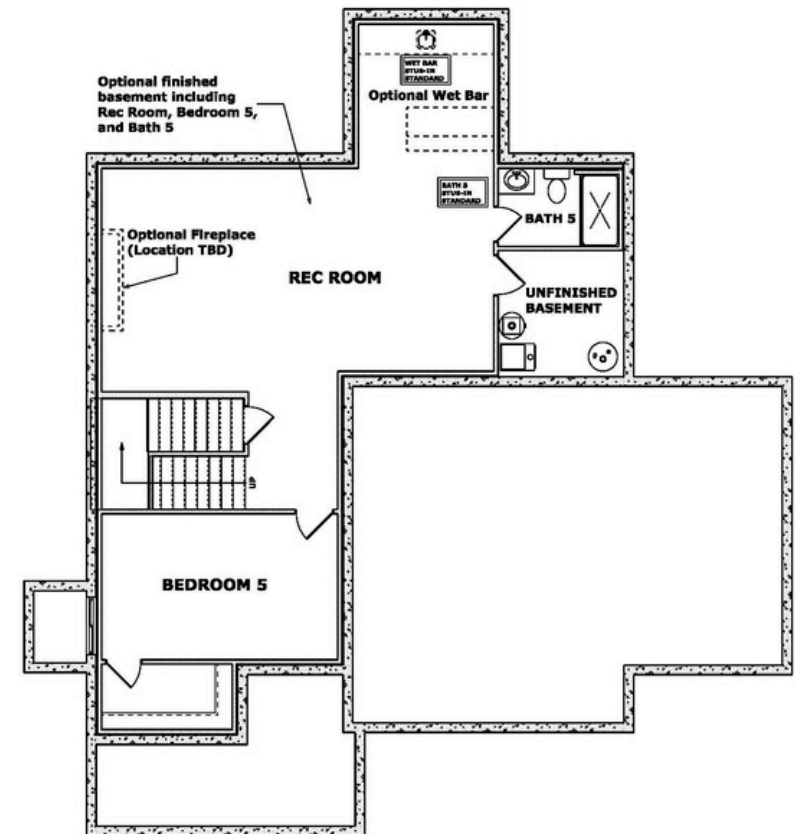 WET BAR
STUB-IN
STANDARD
Optional Wet Bar
Optional finished
basement including
Rec Room, Bedroom 5,
and Bath 5
BATH 5
STUB-IN
STANDARD
BATH 5
Optional Fireplace
(Location TBD)
REC ROOM
UNFINISHED
BASEMENT
UP
BEDROOM 5